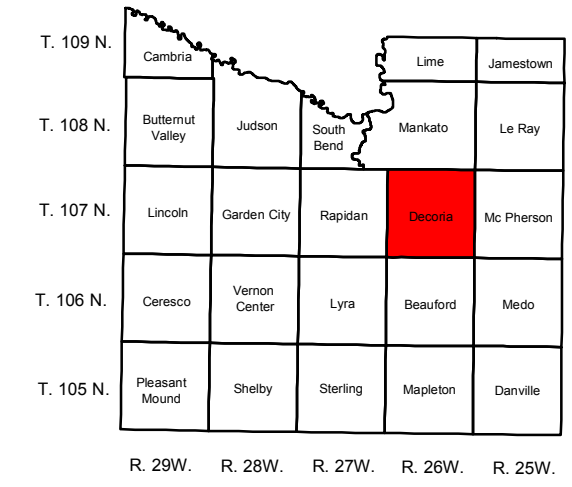 T. 109 N.
Cambria
Lime
Jamestown
T. 108 N.
Butternut
Valley
Judson
South
Bend
Mankato
Le Ray
T. 107 N.
Lincoln
Garden City
Rapidan
Decoria
Mc Pherson
T. 106 N.
Ceresco
Vernon
Center
Lyra
Beauford
Medo
T. 105 N.
Pleasant
Mound
Shelby
Sterling
Mapleton
Danville
R. 29W.
R. 28W.
R. 27W.
R. 26W.
R. 25W.